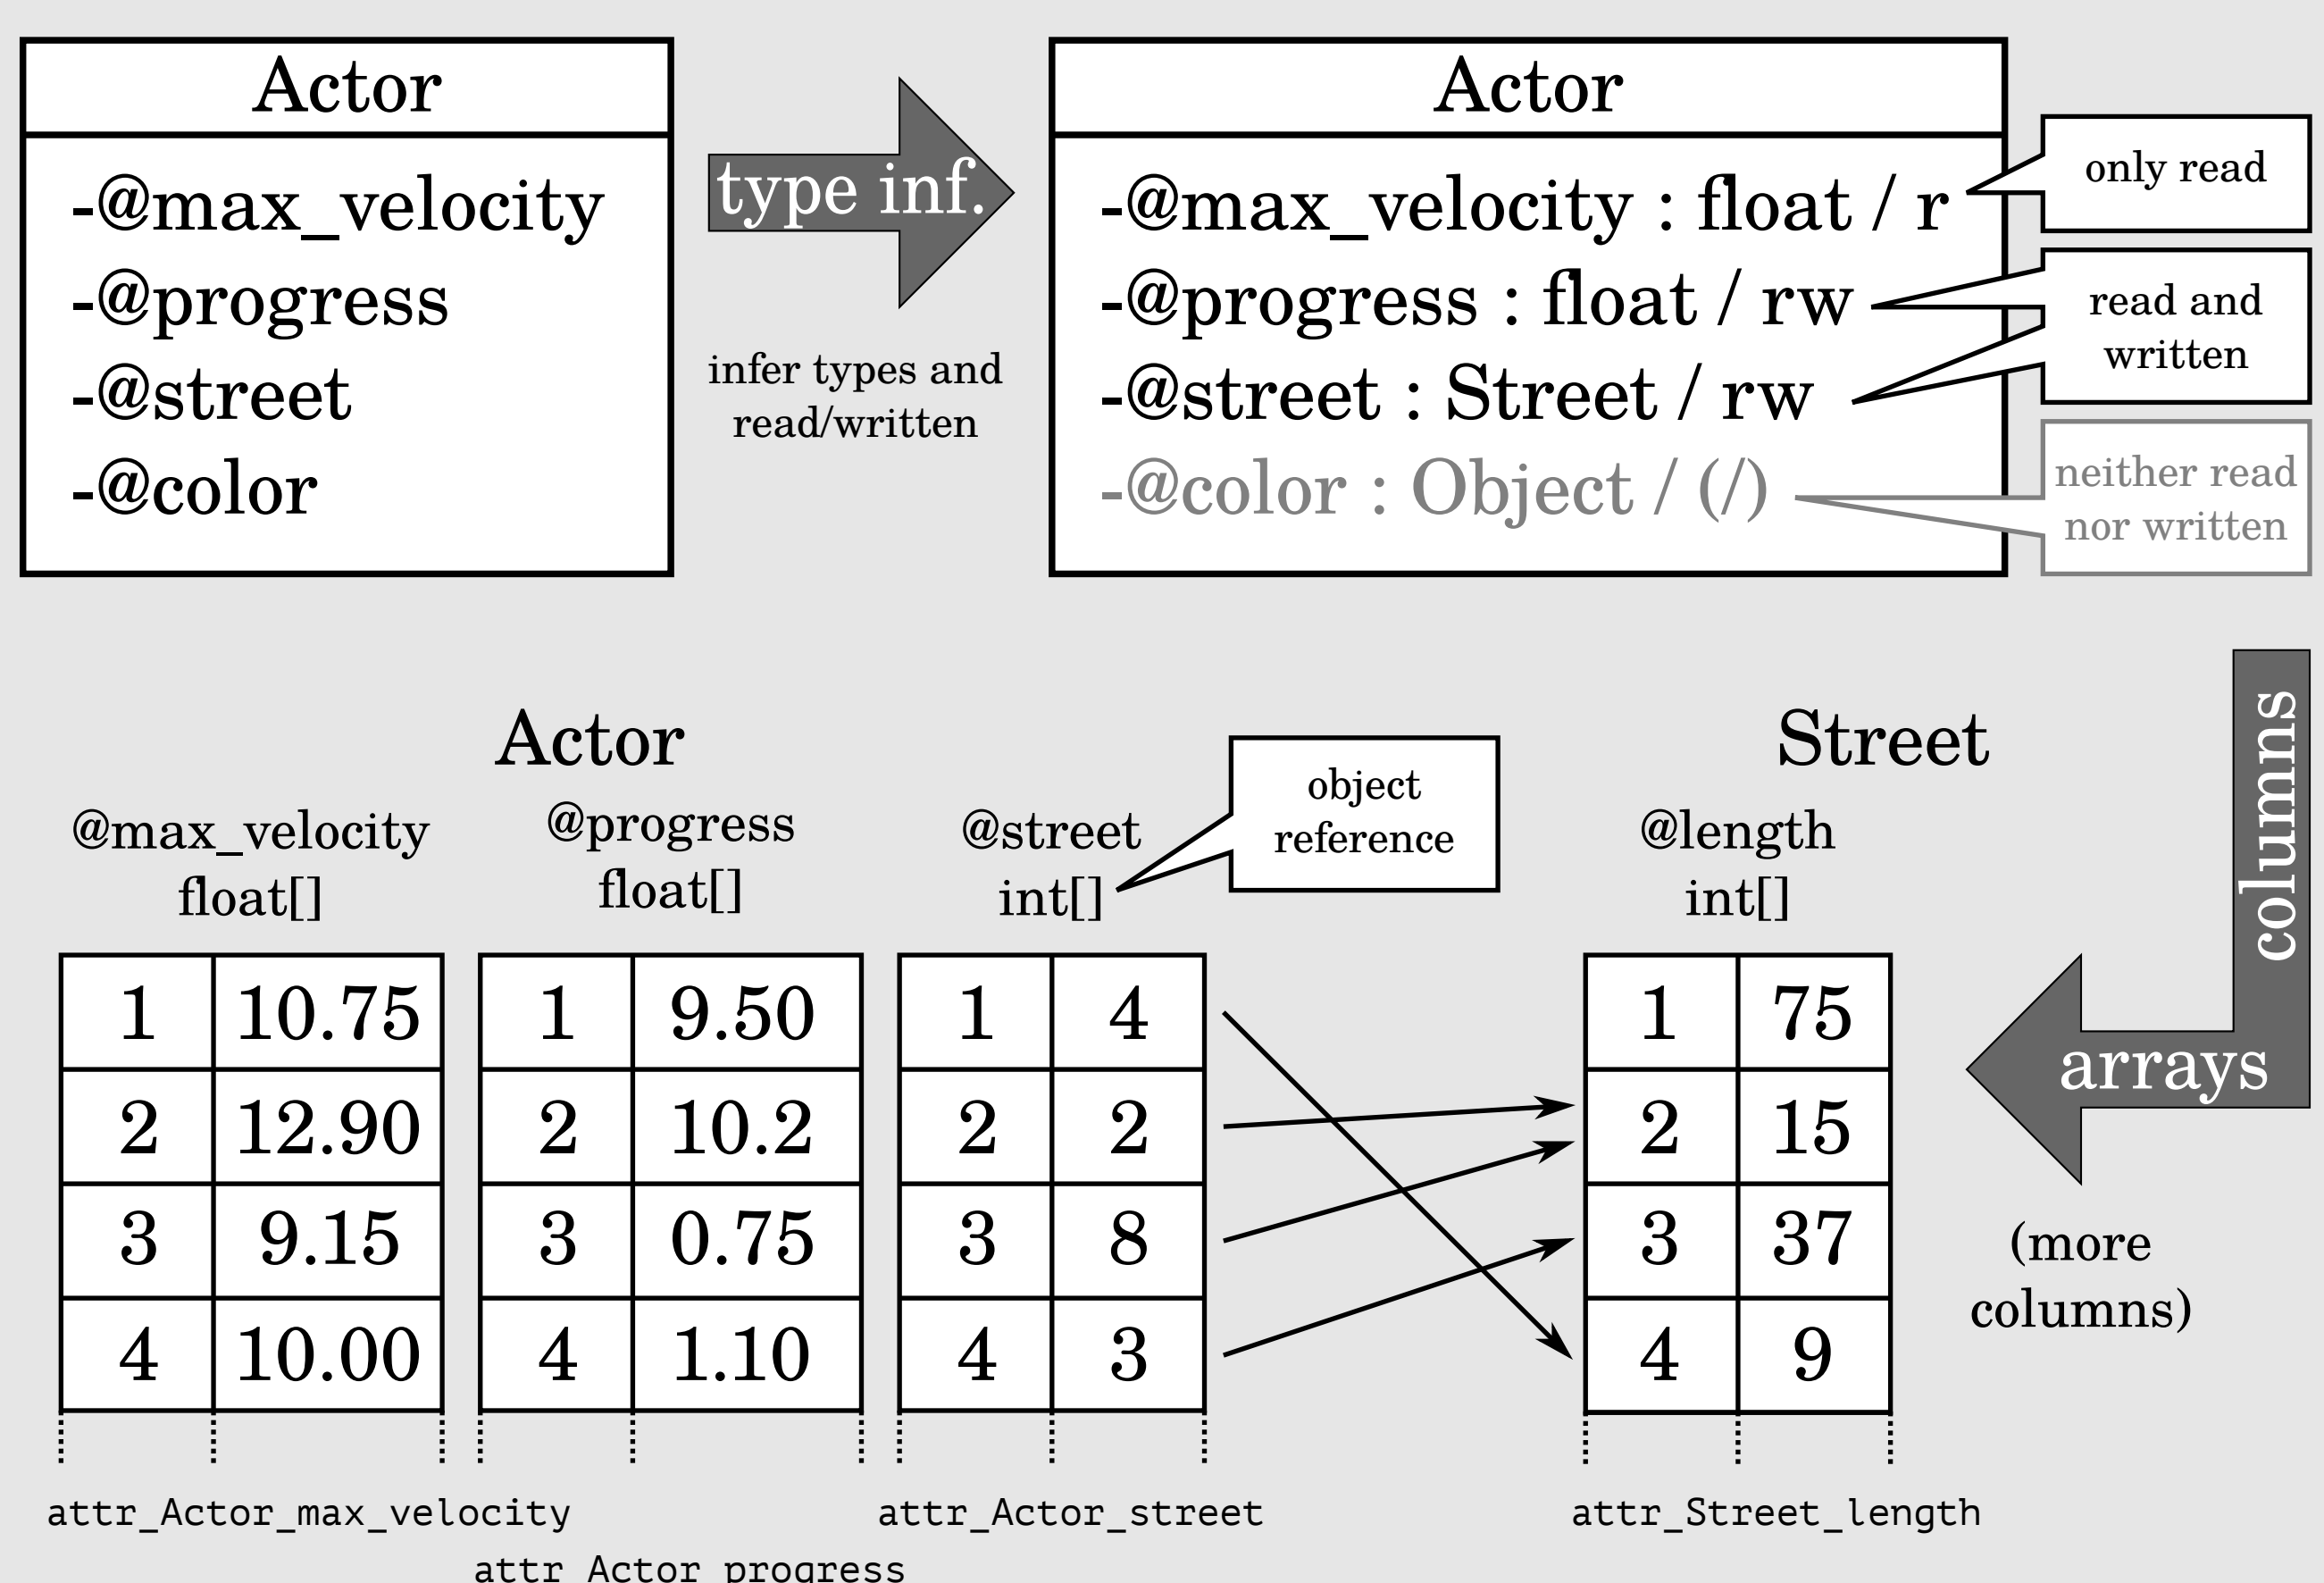 Actor
-@max_velocity
-@progress
-@street
-@color
type inf.
infer types and
read/written
Actor
-@max_velocity : float / r
-@progress : float / rw
-@street : Street / rw
-@color : Object / (/)
only read
read and
written
neither read
nor written
columns
arrays
(more
columns)
Actor
@max_velocity
float[]
1 10.75
2 12.90
3 9.15
4 10.00
attr_Actor_max_velocity
@progress
float[]
1 9.50
2 10.2
3 0.75
4 1.10
attr_Actor_progress
@street
int[]
object
reference
1 4
2 2
3 8
4 3
attr_Actor_street
Street
@length
int[]
1 75
2 15
3 37
4 9
attr_Street_length